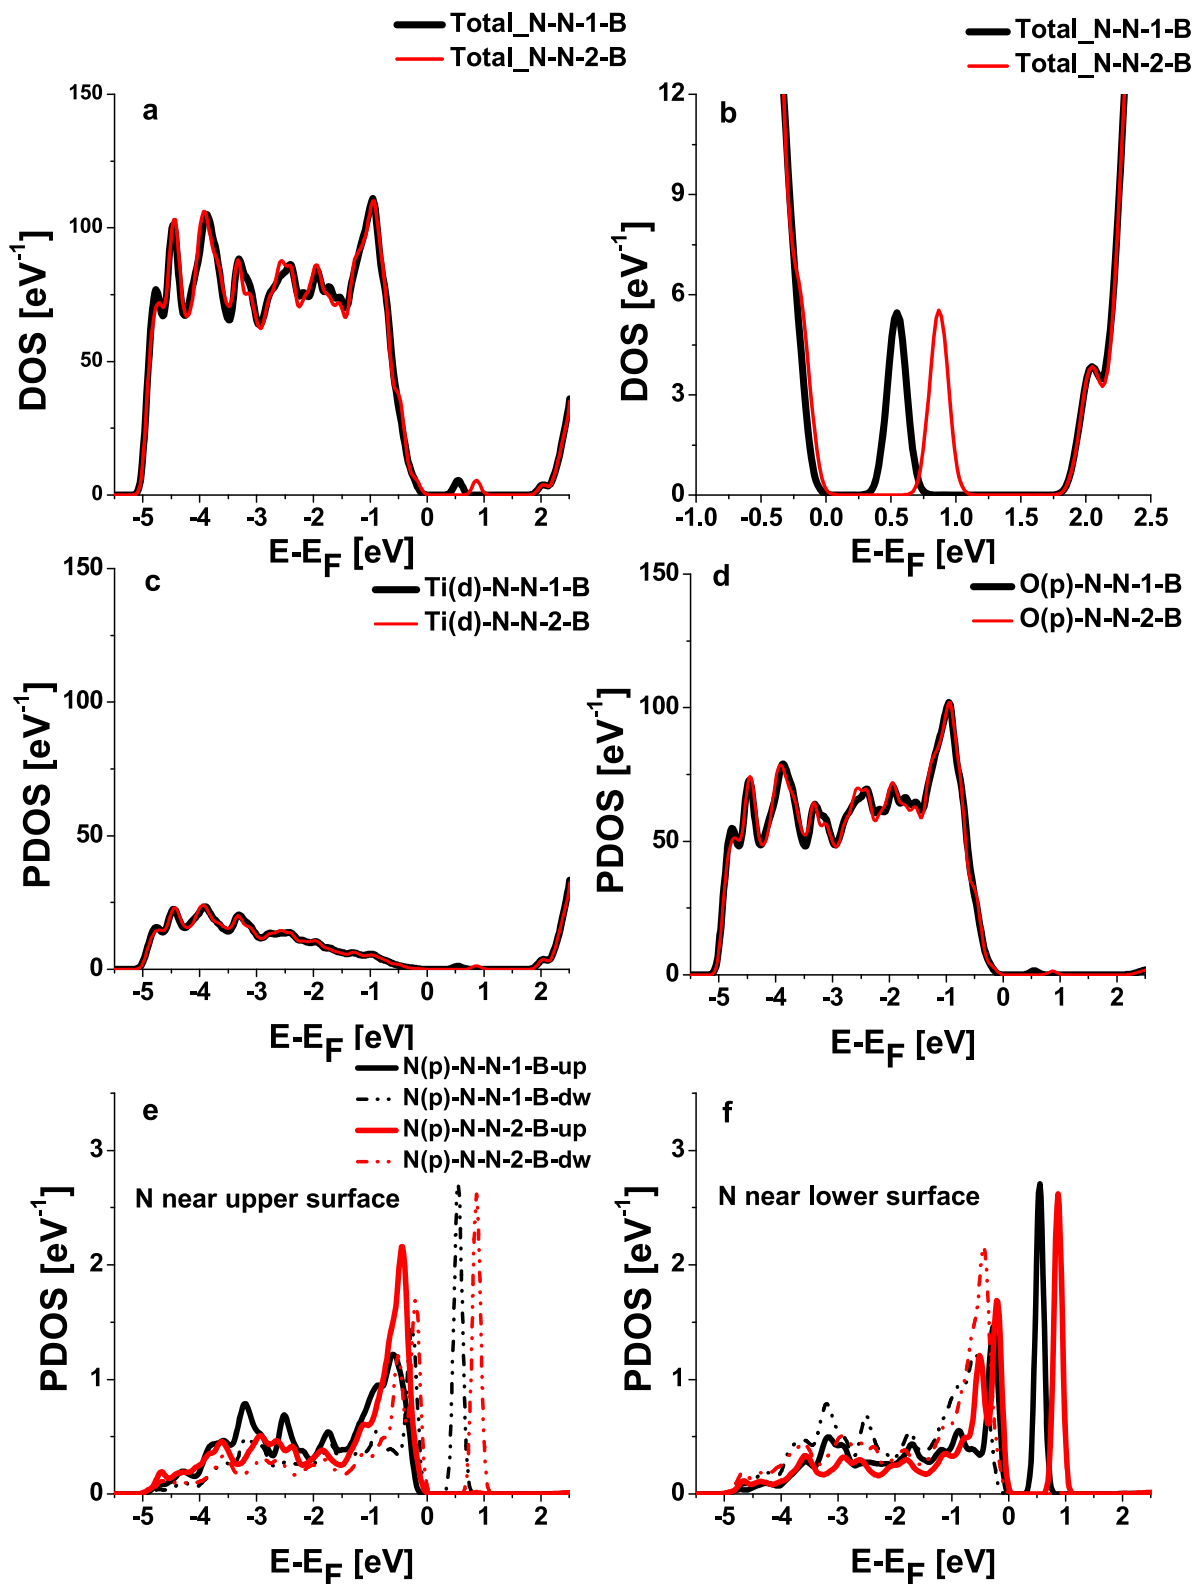 Total_N-N-1-B
Total_N-N-2-B
a
DOS [eV-1]
150
100
50
0
-5 -4 -3 -2 -1 0 1 2
E-EF [eV]
Total_N-N-1-B
Total_N-N-2-B
b
DOS [eV-1]
12
9
6
3
0
-1.0 -0.5 0.0 0.5 1.0 1.5 2.0 2.5
E-EF [eV]
c
Ti(d)-N-N-1-B
Ti(d)-N-N-2-B
PDOS [eV-1]
150
100
50
0
-5 -4 -3 -2 -1 0 1 2
E-EF [eV]
d
O(p)-N-N-1-B
O(p)-N-N-2-B
PDOS [eV-1]
150
100
50
0
-5 -4 -3 -2 -1 0 1 2
E-EF [eV]
e
N(p)-N-N-1-B-up
N(p)-N-N-1-B-dw
N(p)-N-N-2-B-up
N(p)-N-N-2-B-dw
N near upper surface
PDOS [eV-1]
3
2
1
0
-5 -4 -3 -2 -1 0 1 2
E-EF [eV]
f
N near lower surface
PDOS [eV-1]
3
2
1
0
-5 -4 -3 -2 -1 0 1 2
E-EF [eV]